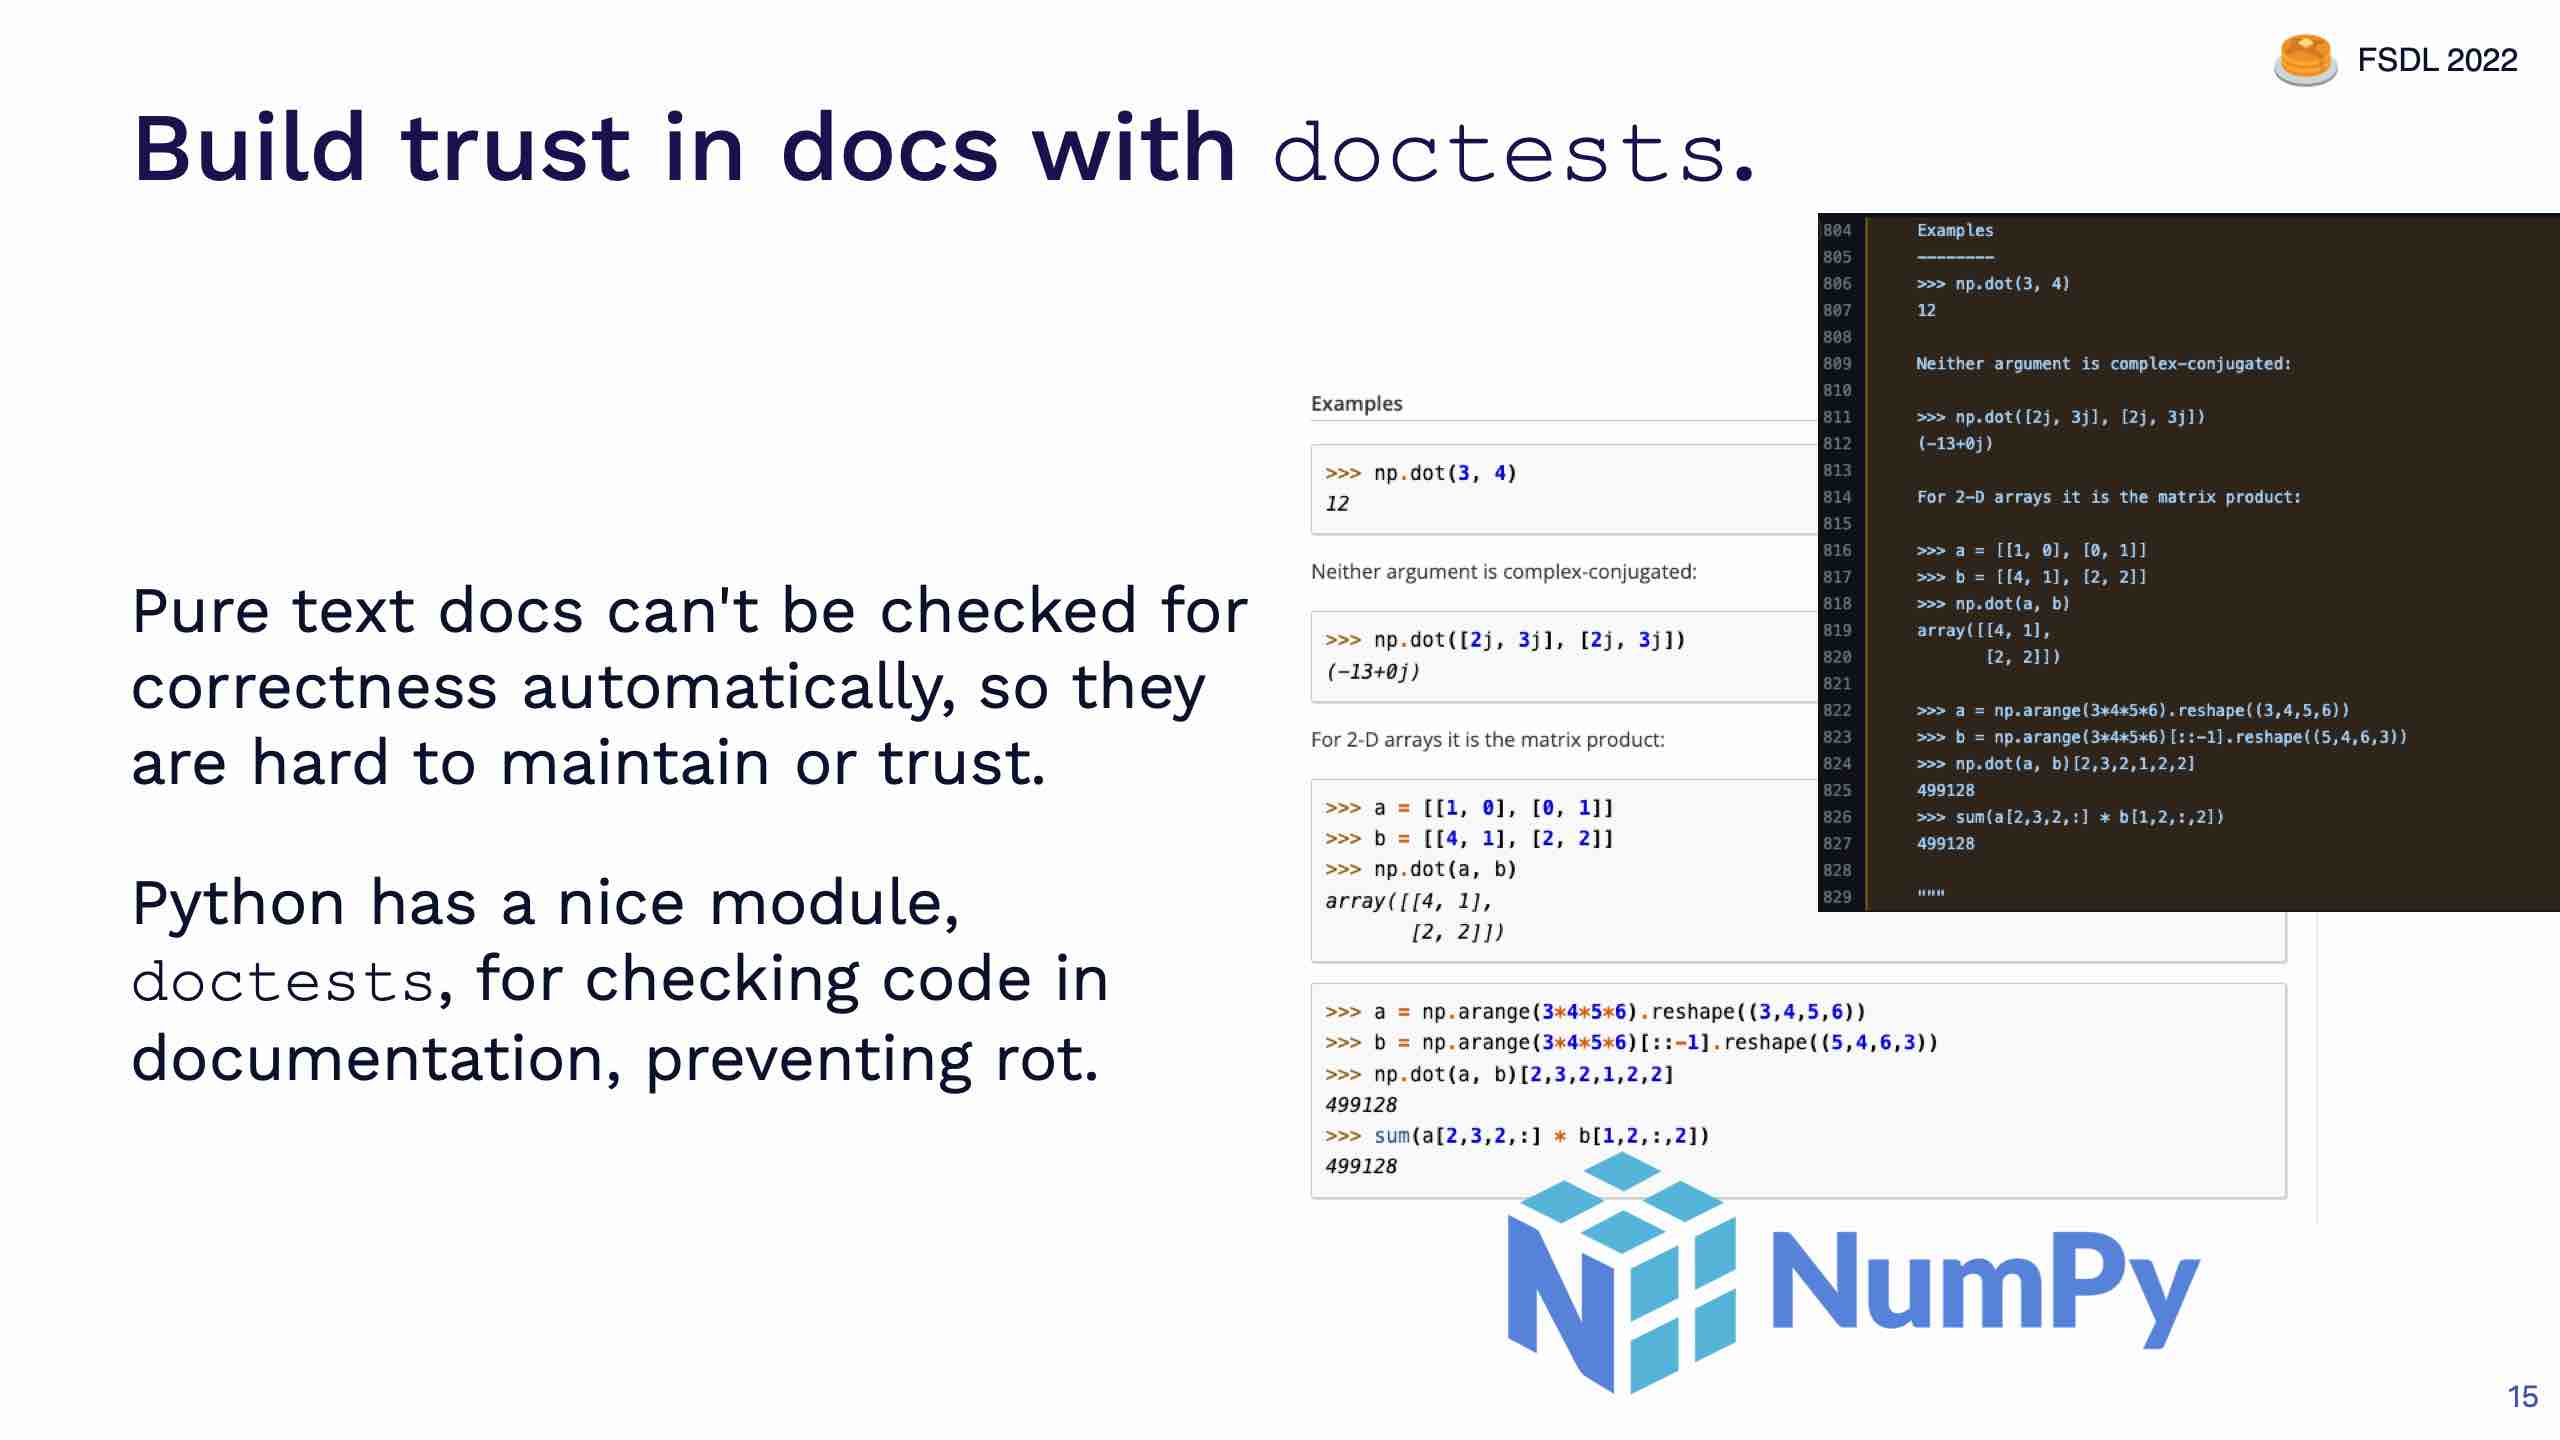 FSDL 2022
Build trust in docs with doctests.
Pure text docs can't be checked for
correctness automatically, so they
are hard to maintain or trust.
Python has a nice module,
doctests, for checking code in
documentation, preventing rot.
Examples
>>> np.dot(3, 4)
12
Neither argument is complex-conjugated:
>>> np.dot([2j, 3j], [2j, 3j])
(-13+0j)
For 2-D arrays it is the matrix product:
>>> a = [[1, 0], [0, 1]]
>>> b = [[4, 1], [2, 2]]
>>> np.dot(a, b)
array([[4, 1],
       [2, 2]])
>>> a = np.arange(3*4*5*6).reshape((3,4,5,6))
>>> b = np.arange(3*4*5*6)[::-1].reshape((5,4,6,3))
>>> np.dot(a, b)[2,3,2,1,2,2]
499128
>>> sum(a[2,3,2,:] * b[1,2,:,2])
499128
804 Examples
805 --------
806 >>> np.dot(3, 4)
807 12
808
809 Neither argument is complex-conjugated:
810
811 >>> np.dot([2j, 3j], [2j, 3j])
812 (-13+0j)
813
814 For 2-D arrays it is the matrix product:
815
816 >>> a = [[1, 0], [0, 1]]
817 >>> b = [[4, 1], [2, 2]]
818 >>> np.dot(a, b)
819 array([[4, 1],
820        [2, 2]])
821
822 >>> a = np.arange(3*4*5*6).reshape((3,4,5,6))
823 >>> b = np.arange(3*4*5*6)[::-1].reshape((5,4,6,3))
824 >>> np.dot(a, b)[2,3,2,1,2,2]
825 499128
826 >>> sum(a[2,3,2,:] * b[1,2,:,2])
827 499128
828
829 """
NumPy
15